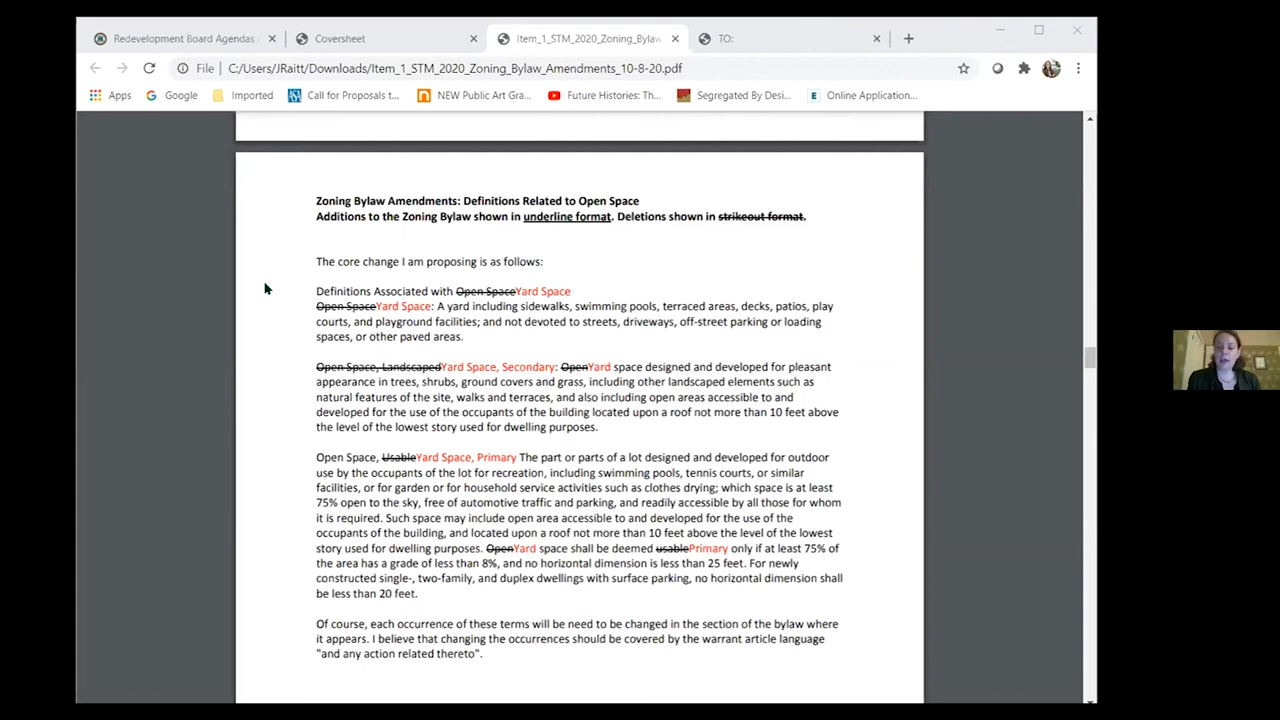 Redevelopment Board Agendas
Coversheet
Item_1_STM_2020_Zoning_Bylaw
TO:
File
C:/Users/JRaitt/Downloads/Item_1_STM_2020_Zoning_Bylaw_Amendments_10-8-20.pdf
Apps
Google
Imported
Call for Proposals t...
NEW Public Art Gra...
Future Histories: Th...
Segregated By Desi...
Online Application...
Zoning Bylaw Amendments: Definitions Related to Open Space
Additions to the Zoning Bylaw shown in underline format. Deletions shown in strikeout format.
The core change I am proposing is as follows:
Definitions Associated with Open SpaceYard Space
Open SpaceYard Space: A yard including sidewalks, swimming pools, terraced areas, decks, patios, play
courts, and playground facilities; and not devoted to streets, driveways, off-street parking or loading
spaces, or other paved areas.
Open Space, LandscapedYard Space, Secondary: OpenYard space designed and developed for pleasant
appearance in trees, shrubs, ground covers and grass, including other landscaped elements such as
natural features of the site, walks and terraces, and also including open areas accessible to and
developed for the use of the occupants of the building located upon a roof not more than 10 feet above
the level of the lowest story used for dwelling purposes.
Open Space, UsableYard Space, Primary The part or parts of a lot designed and developed for outdoor
use by the occupants of the lot for recreation, including swimming pools, tennis courts, or similar
facilities, or for garden or for household service activities such as clothes drying; which space is at least
75% open to the sky, free of automotive traffic and parking, and readily accessible by all those for whom
it is required. Such space may include open area accessible to and developed for the use of the
occupants of the building, and located upon a roof not more than 10 feet above the level of the lowest
story used for dwelling purposes. OpenYard space shall be deemed usablePrimary only if at least 75% of
the area has a grade of less than 8%, and no horizontal dimension is less than 25 feet. For newly
constructed single-, two-family, and duplex dwellings with surface parking, no horizontal dimension shall
be less than 20 feet.
Of course, each occurrence of these terms will be need to be changed in the section of the bylaw where
it appears. I believe that changing the occurrences should be covered by the warrant article language
"and any action related thereto".